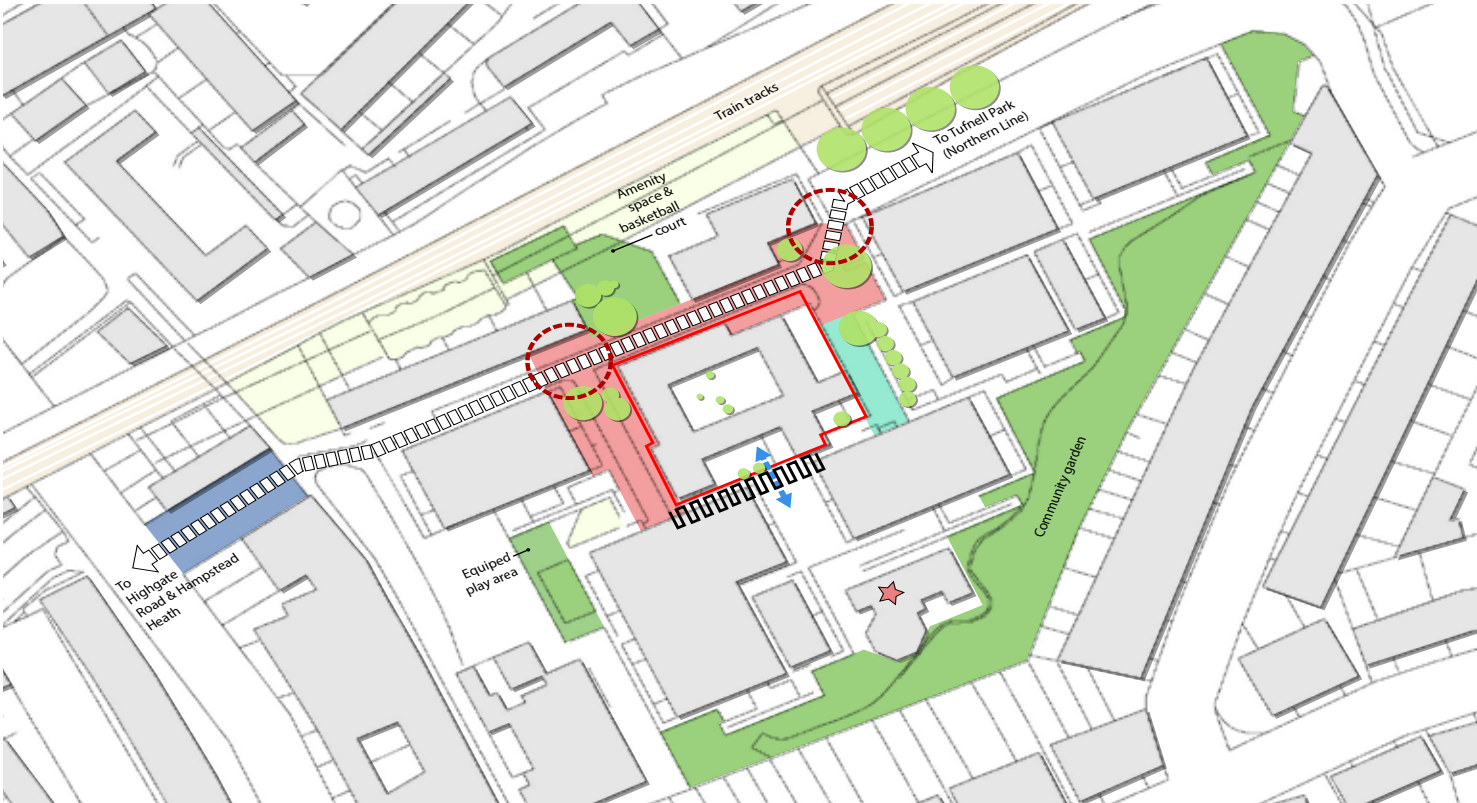 Train tracks
To Tufnell Park
(Northern Line)
Amenity
space &
basketball
court
Community garden
Equiped
play area
To
Highgate
Road & Hampstead
Heath